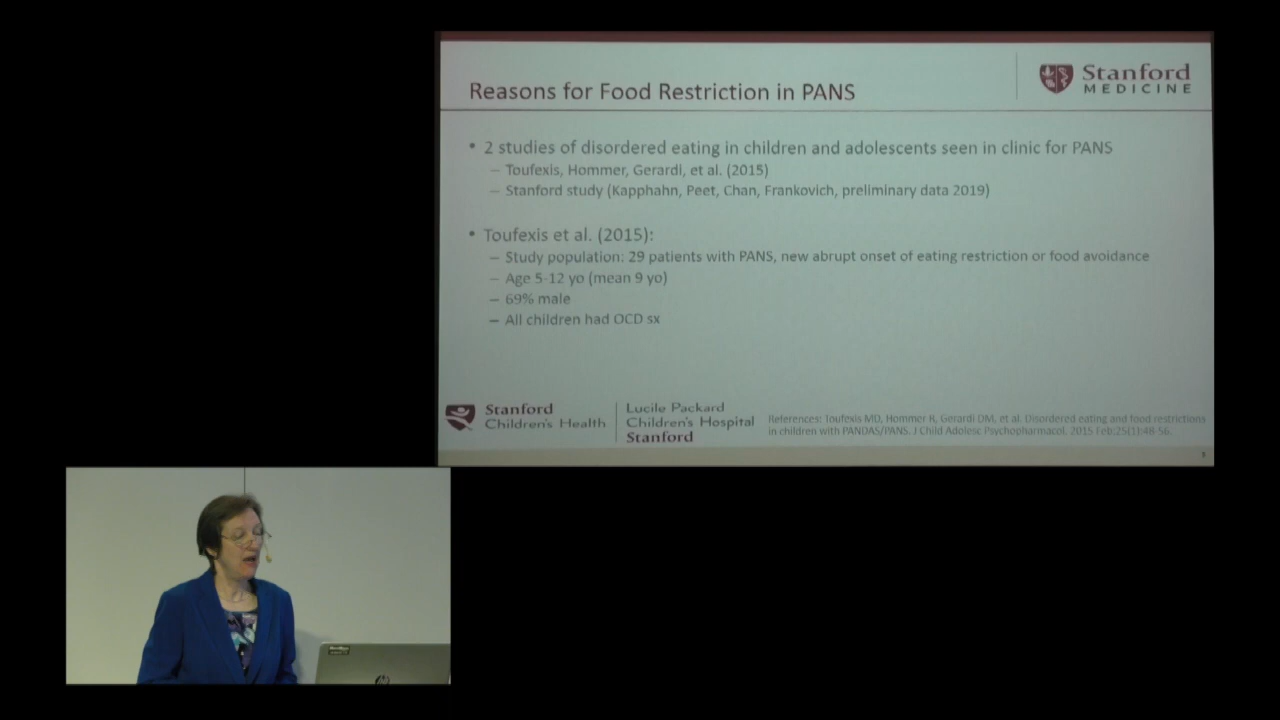 Reasons for Food Restriction in PANS
Stanford
MEDICINE
• 2 studies of disordered eating in children and adolescents seen in clinic for PANS
– Toufexis, Hommer, Gerardi, et al. (2015)
– Stanford study (Kapphahn, Peet, Chan, Frankovich, preliminary data 2019)
• Toufexis et al. (2015):
– Study population: 29 patients with PANS, new abrupt onset of eating restriction or food avoidance
– Age 5-12 yo (mean 9 yo)
– 69% male
– All children had OCD sx
Stanford
Children's Health
Lucile Packard
Children's Hospital
Stanford
References: Toufexis MD, Hommer R, Gerardi DM, et al. Disordered eating and food restrictions
in children with PANDAS/PANS. J Child Adolesc Psychopharmacol. 2015 Feb;25(1):48-56.